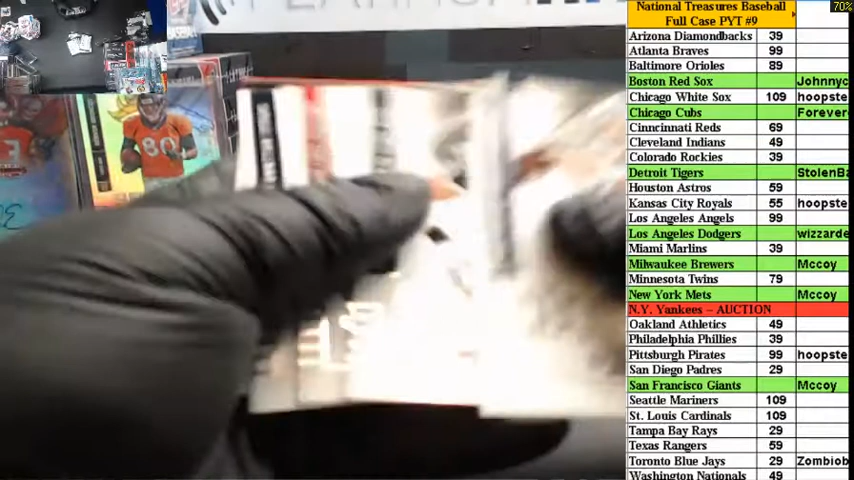 National Treasures Baseball
Full Case PYT #9
70%
Arizona Diamondbacks 39
Atlanta Braves 99
Baltimore Orioles 89
Boston Red Sox Johnnyc
Chicago White Sox 109 hoopste
Chicago Cubs Forever
Cinncinati Reds 69
Cleveland Indians 49
Colorado Rockies 39
Detroit Tigers StolenBa
Houston Astros 59
Kansas City Royals 55 hoopste
Los Angeles Angels 99
Los Angeles Dodgers wizzarde
Miami Marlins 39
Milwaukee Brewers Mccoy
Minnesota Twins 79
New York Mets Mccoy
N.Y. Yankees – AUCTION
Oakland Athletics 49
Philadelphia Phillies 39
Pittsburgh Pirates 99 hoopste
San Diego Padres 29
San Francisco Giants Mccoy
Seattle Mariners 109
St. Louis Cardinals 109
Tampa Bay Rays 29
Texas Rangers 59
Toronto Blue Jays 29 Zombiob
Washington Nationals 49
80
3